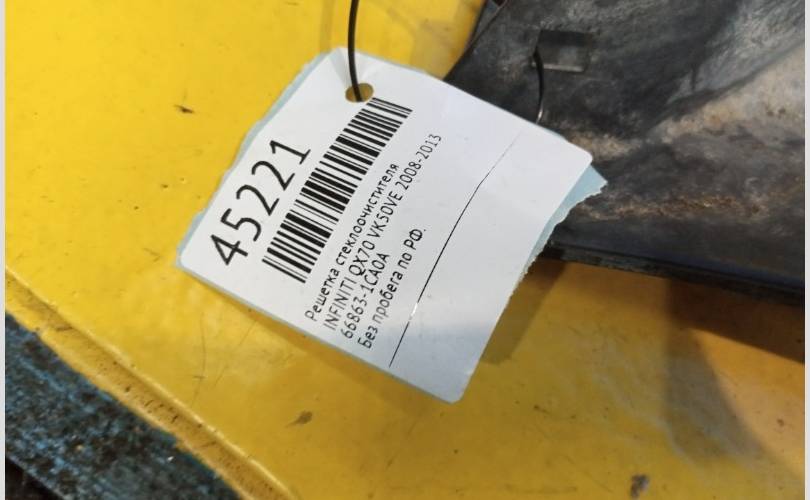 45221
Решетка стеклоочистителя
INFINITI QX70 VK50VE 2008-2013
66863-1CA0A
Без пробега по РФ.